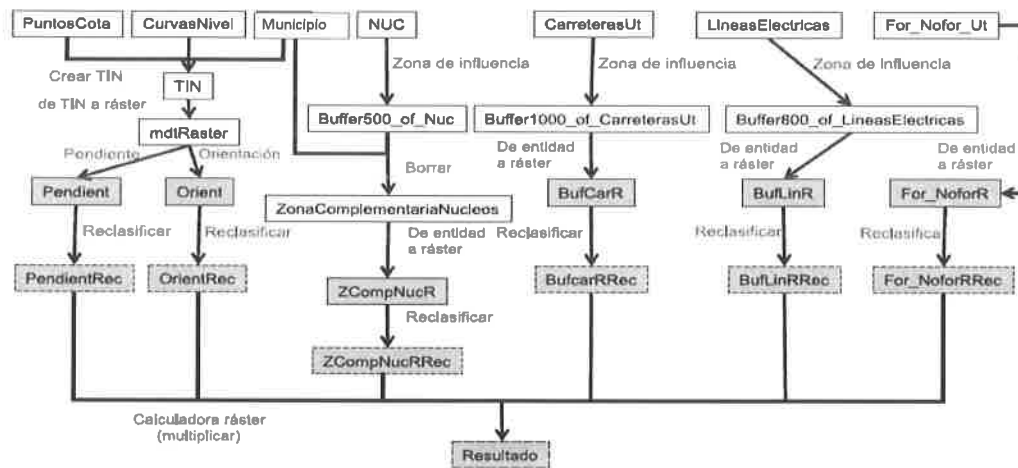 PuntosCota CurvasNivel Municipio NUC CarreterasUt LineasElectricas For_Nofor_Ut
Crear TIN
Zona de influencia Zona de influencia Zona de Influencia
TIN
de TIN a ráster
mdtRaster Buffer500_of_Nuc Buffer1000_of_CarreterasUt Buffer800_of_LineasElectricas
Pendiente Orientación
De entidad a ráster De entidad a ráster De entidad a ráster
Borrar
Pendient Orient BufCarR BufLinR For_NoforR
ZonaComplementariaNucleos
Reclasificar Reclasificar De entidad a ráster Reclasificar Reclasificar Reclasifica
PendientRec OrientRec BufcarRRec BufLinRRec For_NoforRRec
ZCompNucR
Reclasificar
ZCompNucRRec
Calculadora ráster
(multiplicar)
Resultado